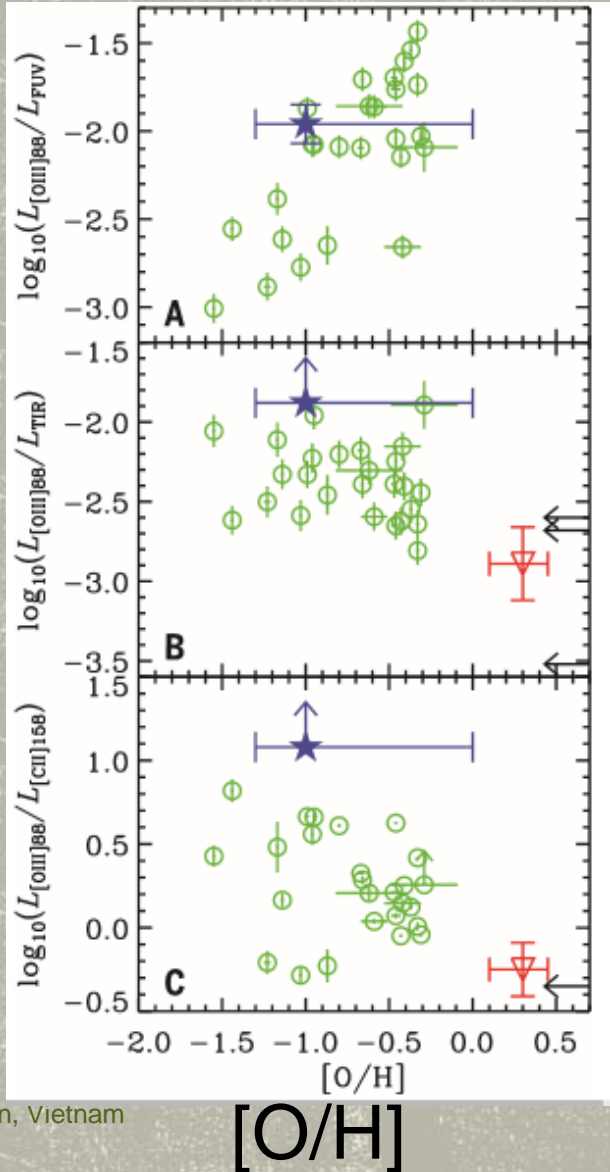 −1.5
−2.0
−2.5
−3.0
log₁₀(L[OIII]88/LFUV)
A
−1.5
−2.0
−2.5
−3.0
−3.5
log₁₀(L[OIII]88/LTIR)
B
1.5
1.0
0.5
0.0
−0.5
log₁₀(L[OIII]88/L[CII]158)
C
−2.0 −1.5 −1.0 −0.5 0.0 0.5
[O/H]
n, Vietnam
[O/H]